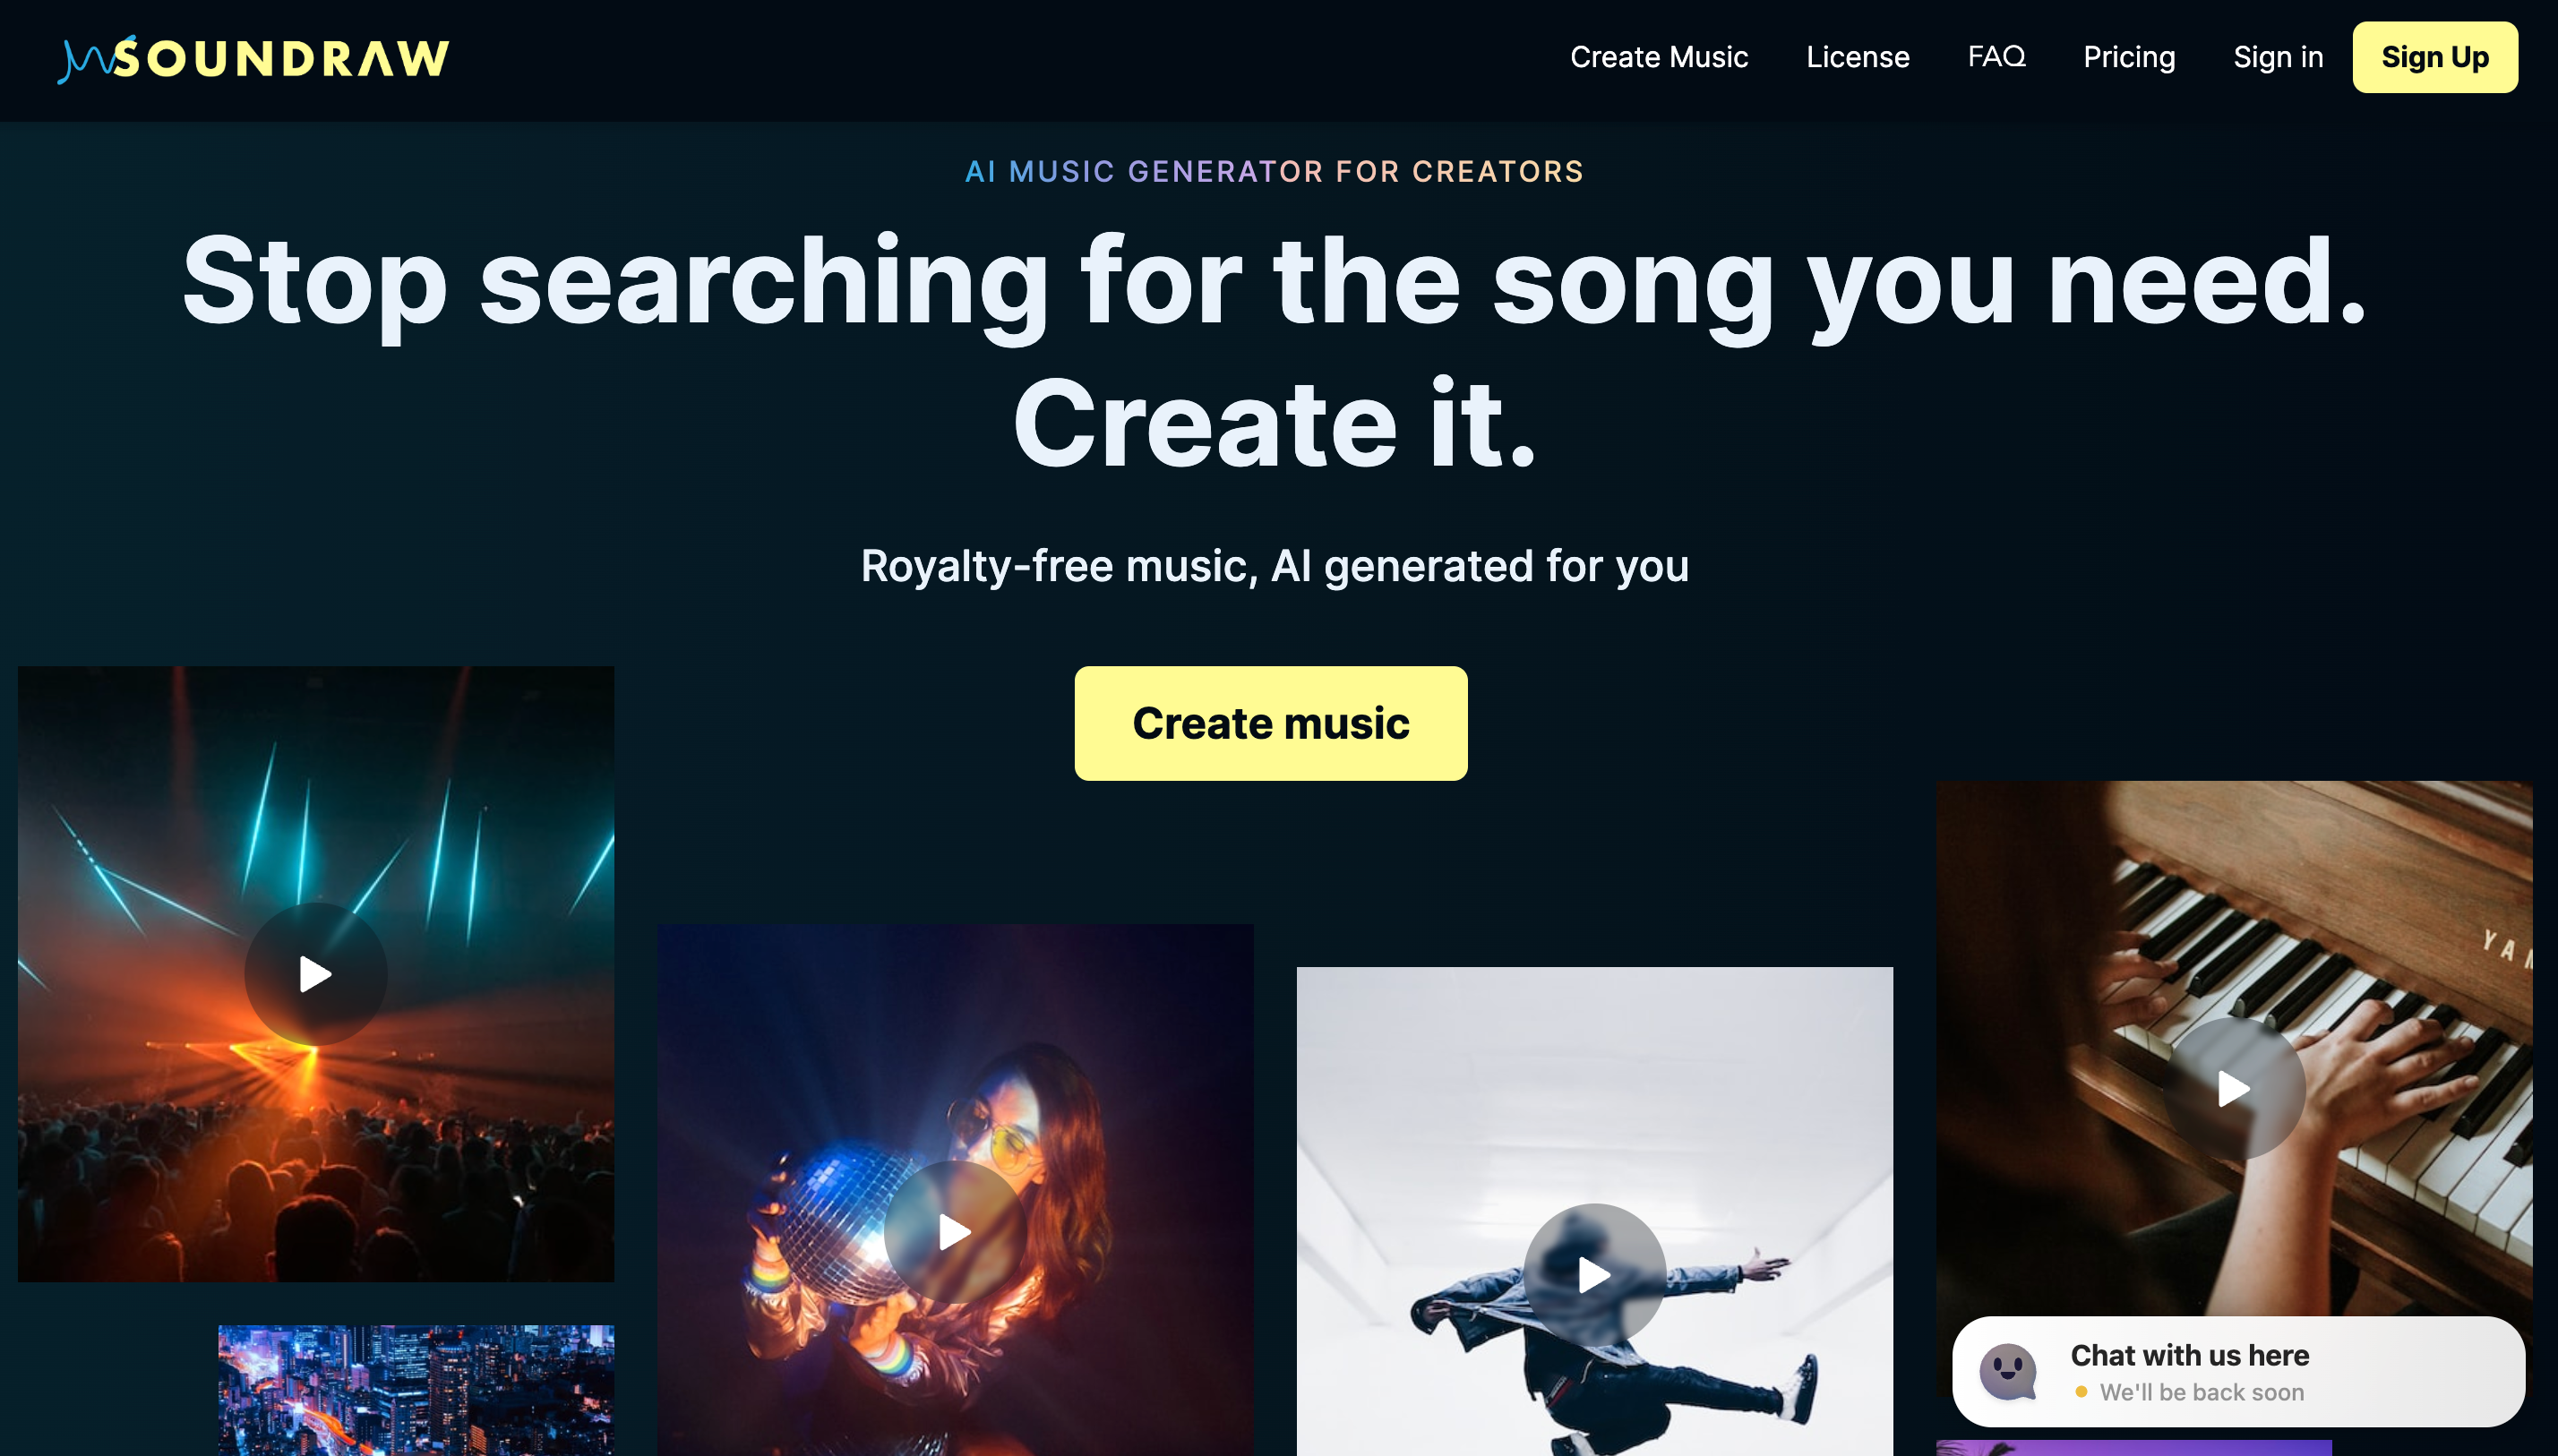 SOUNDRAW
Create Music
License
FAQ
Pricing
Sign in
Sign Up
AI MUSIC GENERATOR FOR CREATORS
Stop searching for the song you need.
Create it.
Royalty-free music, AI generated for you
Create music
YAM
Chat with us here
We'll be back soon